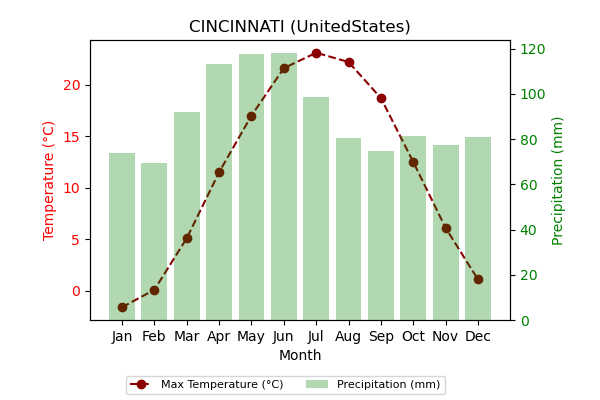 CINCINNATI (UnitedStates)
Temperature (°C)
20
15
10
5
0
120
100
80
60
40
20
0
Precipitation (mm)
Jan Feb Mar Apr May Jun Jul Aug Sep Oct Nov Dec
Month
Max Temperature (°C) Precipitation (mm)